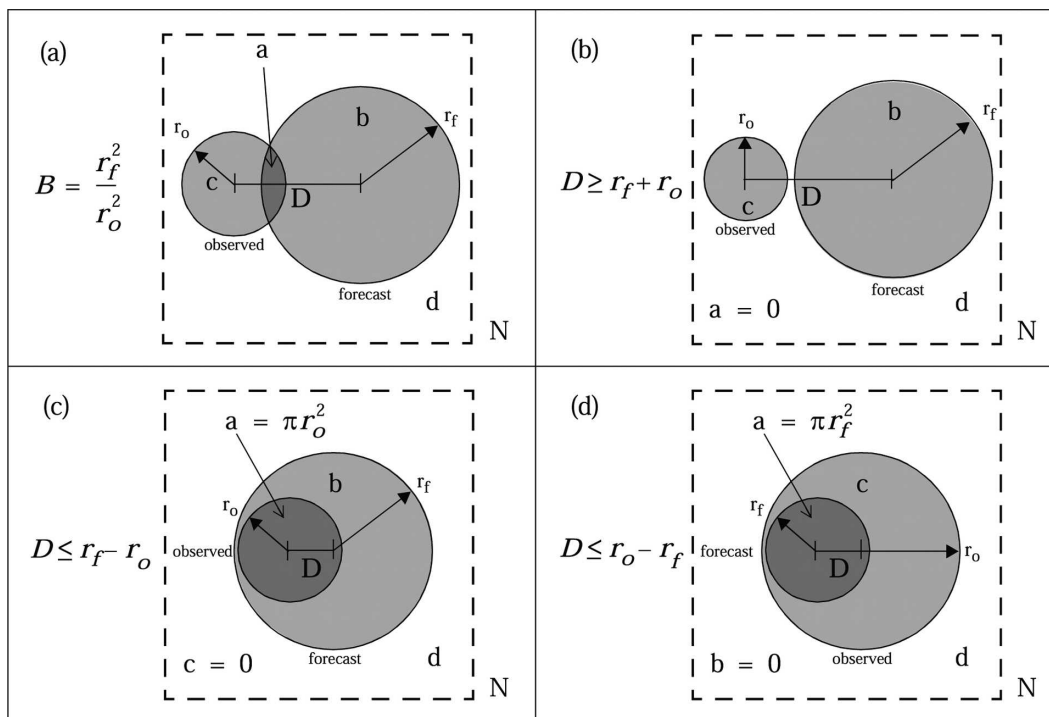 (a)
a
b
r_f
r_o
c
B = r_f^2 / r_o^2
D
observed
forecast
d
N
(b)
b
r_f
r_o
D ≥ r_f + r_o
D
c
observed
forecast
a = 0
d
N
(c)
a = πr_o^2
b
r_f
r_o
D ≤ r_f − r_o
observed
D
forecast
c = 0
d
N
(d)
a = πr_f^2
c
r_f
D ≤ r_o − r_f
forecast
D
r_o
observed
b = 0
d
N